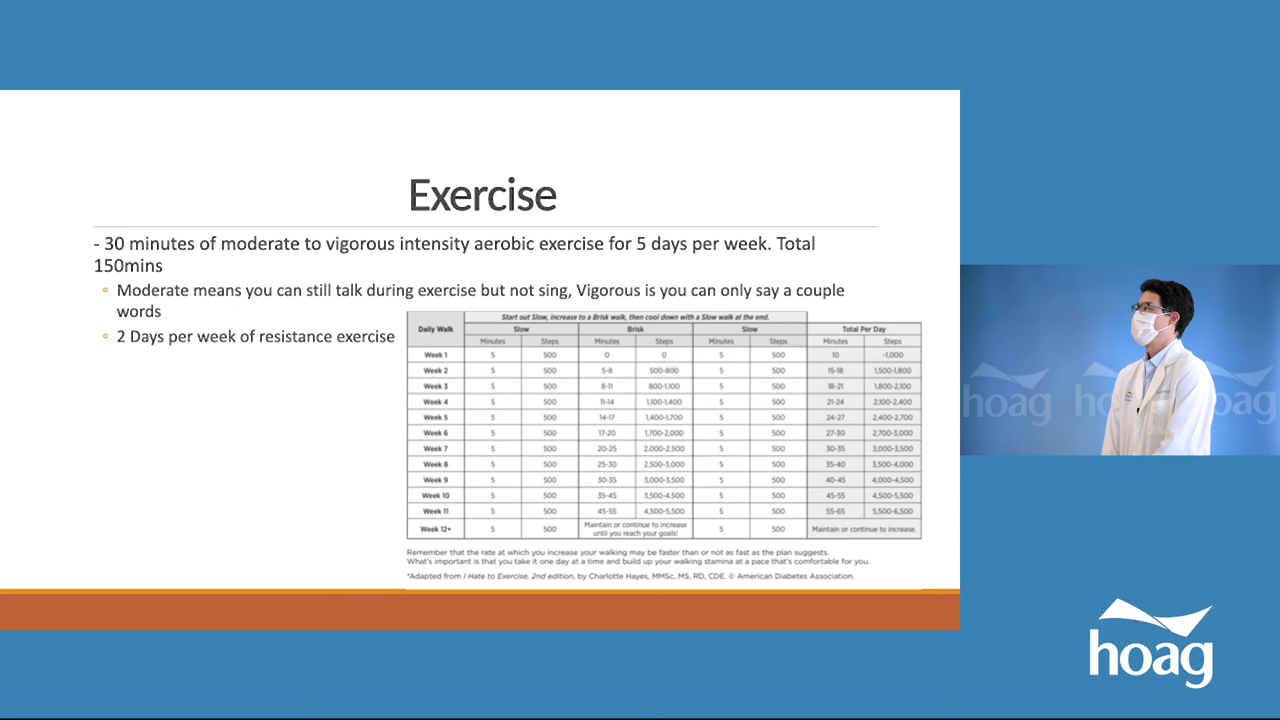 Exercise
- 30 minutes of moderate to vigorous intensity aerobic exercise for 5 days per week. Total
150mins
Moderate means you can still talk during exercise but not sing, Vigorous is you can only say a couple
words
2 Days per week of resistance exercise
Start out Slow, increase to a Brisk walk, then cool down with a Slow walk at the end.
Daily Walk Slow Brisk Slow Total Per Day
Minutes Steps Minutes Steps Minutes Steps Minutes Steps
Week 1 5 500 0 0 5 500 10 -1,000
Week 2 5 500 5-8 500-800 5 500 15-18 1,500-1,800
Week 3 5 500 8-11 800-1,100 5 500 18-21 1,800-2,100
Week 4 5 500 11-14 1,100-1,400 5 500 21-24 2,100-2,400
Week 5 5 500 14-17 1,400-1,700 5 500 24-27 2,400-2,700
Week 6 5 500 17-20 1,700-2,000 5 500 27-30 2,700-3,000
Week 7 5 500 20-25 2,000-2,500 5 500 30-35 3,000-3,500
Week 8 5 500 25-30 2,500-3,000 5 500 35-40 3,500-4,000
Week 9 5 500 30-35 3,000-3,500 5 500 40-45 4,000-4,500
Week 10 5 500 35-45 3,500-4,500 5 500 45-55 4,500-5,500
Week 11 5 500 45-55 4,500-5,500 5 500 55-65 5,500-6,500
Week 12+ 5 500 Maintain or continue to increase 5 500 Maintain or continue to increase.
until you reach your goals!
Remember that the rate at which you increase your walking may be faster than or not as fast as the plan suggests.
What's important is that you take it one day at a time and build up your walking stamina at a pace that's comfortable for you.
*Adapted from I Hate to Exercise, 2nd edition, by Charlotte Hayes, MMSc, MS, RD, CDE. © American Diabetes Association.
hoag ho oag
hoag